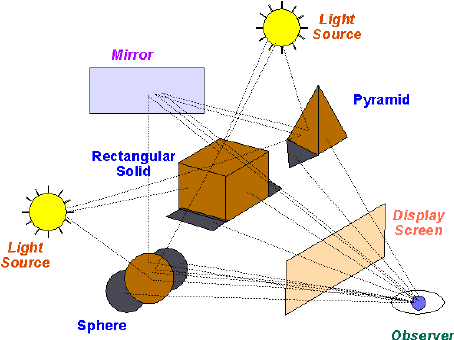 Light
Source
Mirror
Pyramid
Rectangular
Solid
Display
Screen
Light
Source
Sphere
Observer